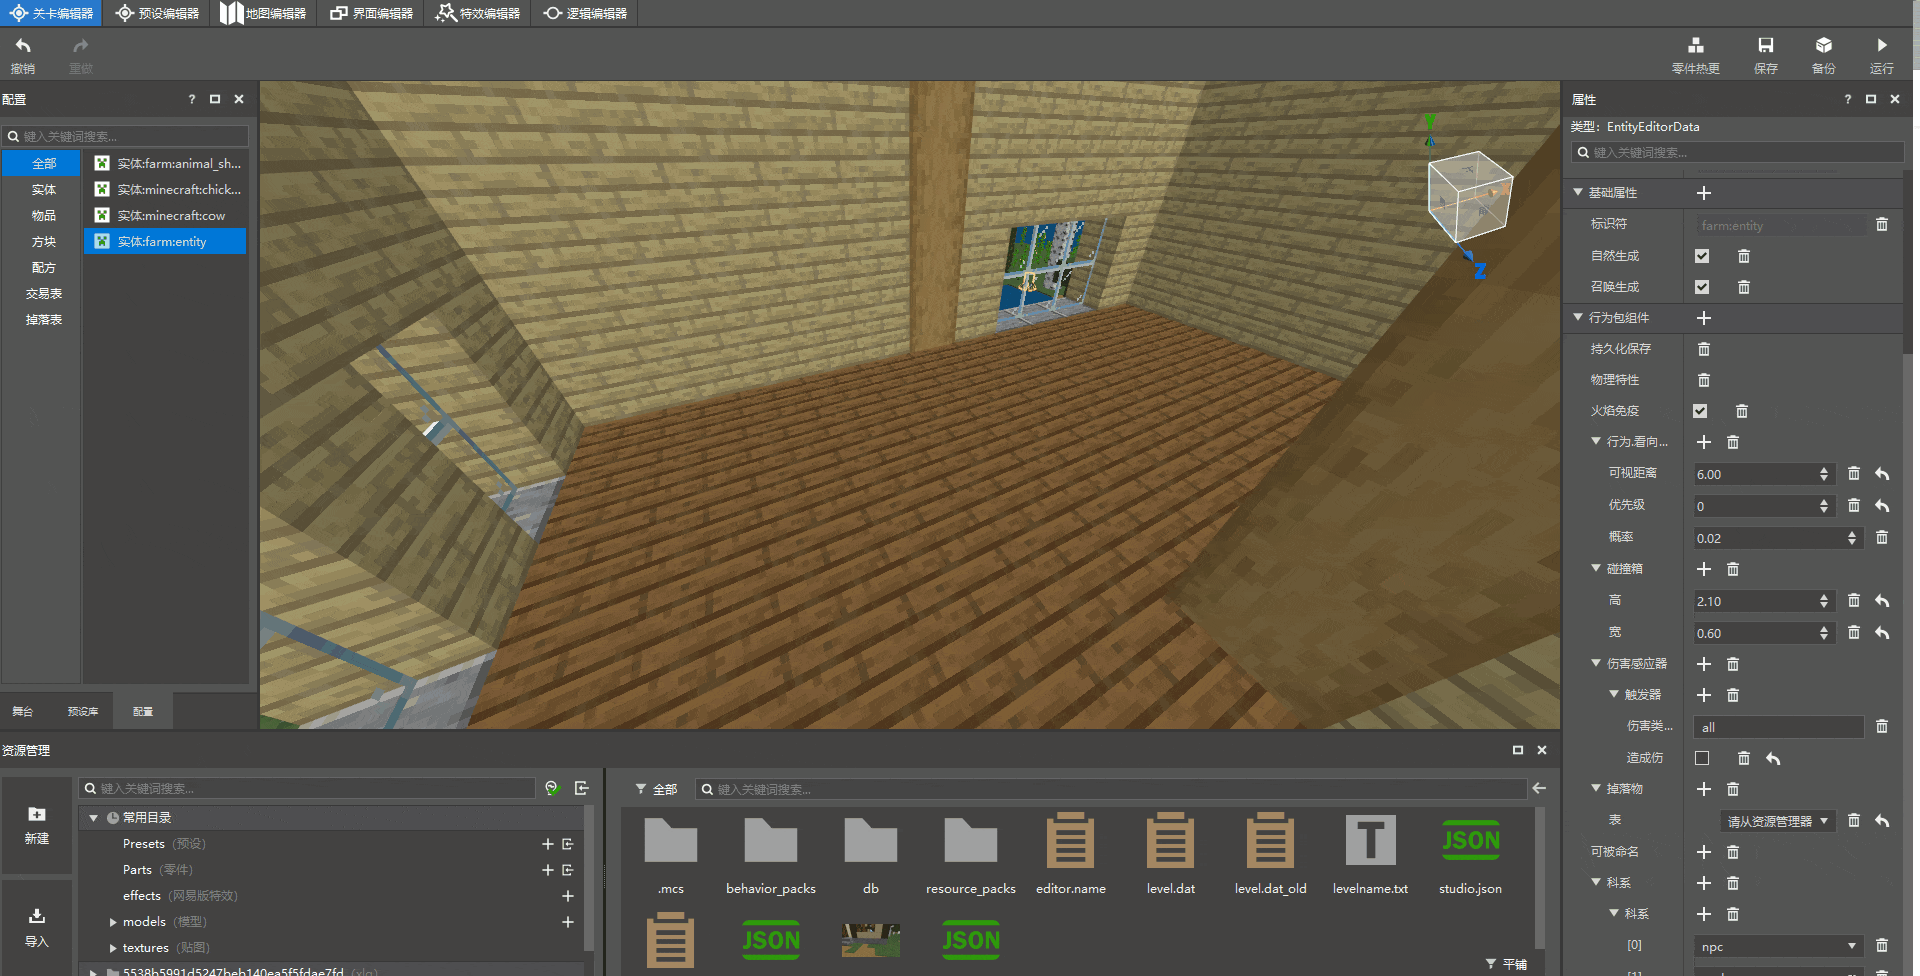 关卡编辑器
预设编辑器
地图编辑器
界面编辑器
特效编辑器
逻辑编辑器
撤销
重做
零件热更
保存
备份
运行
配置
?
键入关键词搜索...
全部
实体
物品
方块
配方
交易表
掉落表
实体:farm:animal_sh...
实体:minecraft:chick...
实体:minecraft:cow
实体:farm:entity
舞台
预设库
配置
Y
X
Z
属性
?
类型: EntityEditorData
键入关键词搜索...
基础属性
标识符
farm:entity
自然生成
召唤生成
行为包组件
持久化保存
物理特性
火焰免疫
行为.看向...
可视距离
6.00
优先级
0
概率
0.02
碰撞箱
高
2.10
宽
0.60
伤害感应器
触发器
伤害类...
all
造成伤
掉落物
表
请从资源管理器
可被命名
科系
科系
[0]
npc
[1]
资源管理
新建
导入
键入关键词搜索...
常用目录
Presets (预设)
Parts (零件)
effects (网易版特效)
models (模型)
textures (贴图)
5538b5991d5247beb140ea5f5fdae7fd (xlq)
全部
键入关键词搜索...
.mcs
behavior_packs
db
resource_packs
editor.name
level.dat
level.dat_old
levelname.txt
studio.json
JSON
T
JSON
JSON
平铺